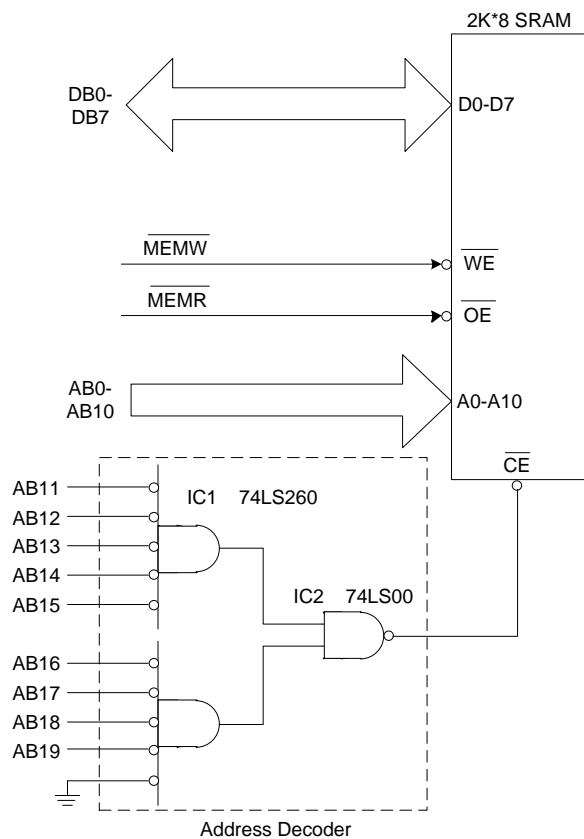 2K*8 SRAM
DB0-
DB7
D0-D7
MEMW
WE
MEMR
OE
AB0-
AB10
A0-A10
CE
AB11
IC1 74LS260
AB12
AB13
AB14
AB15
IC2 74LS00
AB16
AB17
AB18
AB19
Address Decoder